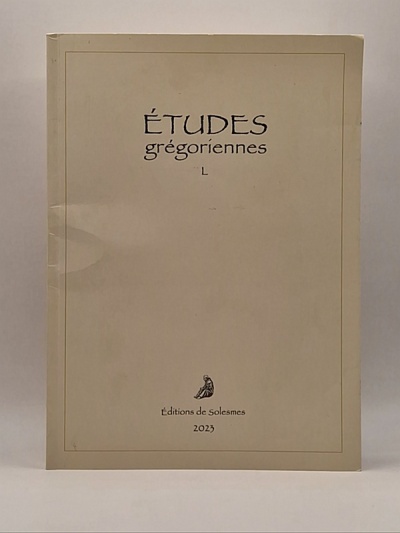 ÉTUDES
grégoriennes
L
Éditions de Solesmes
2023